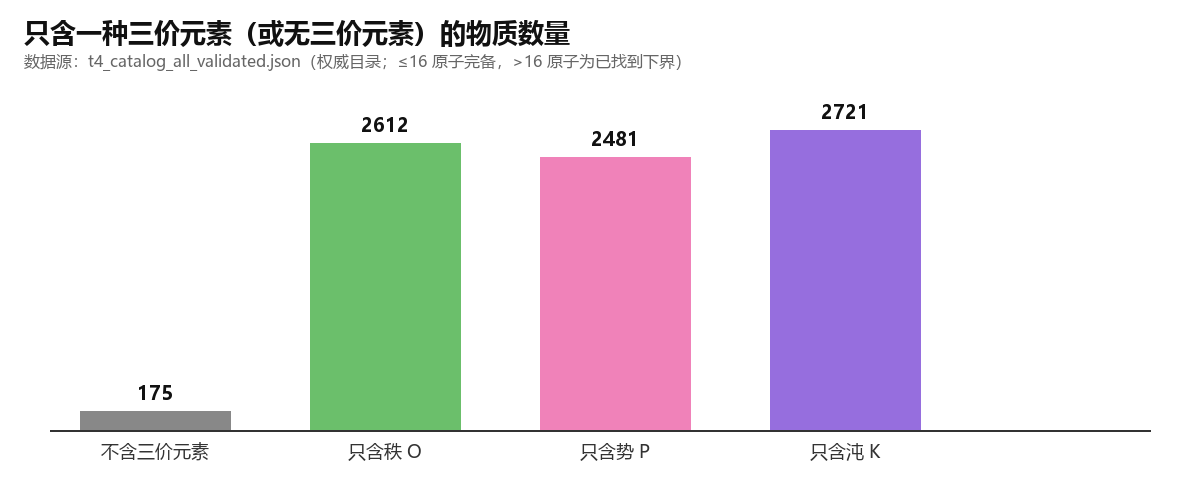 只含一种三价元素（或无三价元素）的物质数量
数据源：t4_catalog_all_validated.json（权威目录；≤16 原子完备，>16 原子为已找到下界）
2721
2612
2481
175
不含三价元素
只含秩 O
只含势 P
只含沌 K